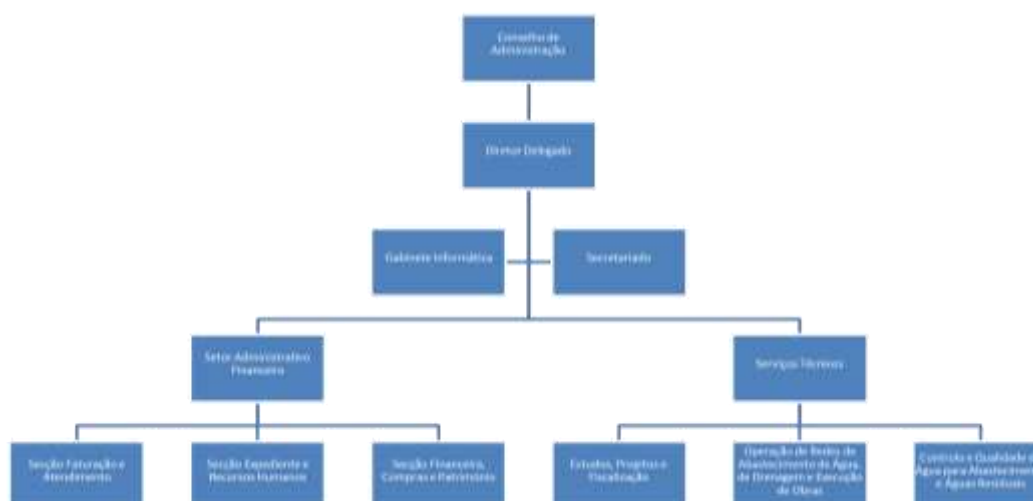 Conselho de
Administração
Diretor Delegado
Gabinete Informática
Secretariado
Setor Administrativo
Financeiro
Serviços Técnicos
Secção Faturação e
Atendimento
Secção Expediente e
Recursos Humanos
Secção Financeira,
Compras e Património
Estudos, Projetos e
Fiscalização
Operação de Redes de
Abastecimento de Água,
de Drenagem e Execução
de Obras
Controlo e Qualidade
Água para Abastecimento
e Águas Residuais